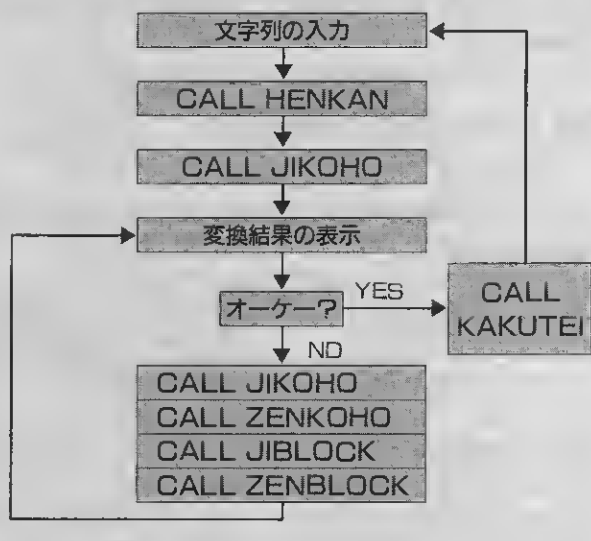 文字列の入力
CALL HENKAN
CALL JIKOHO
変換結果の表示
オーケー?
YES
CALL
KAKUTEI
ND
CALL JIKOHO
CALL ZENKOHO
CALL JIBLOCK
CALL ZENBLOCK